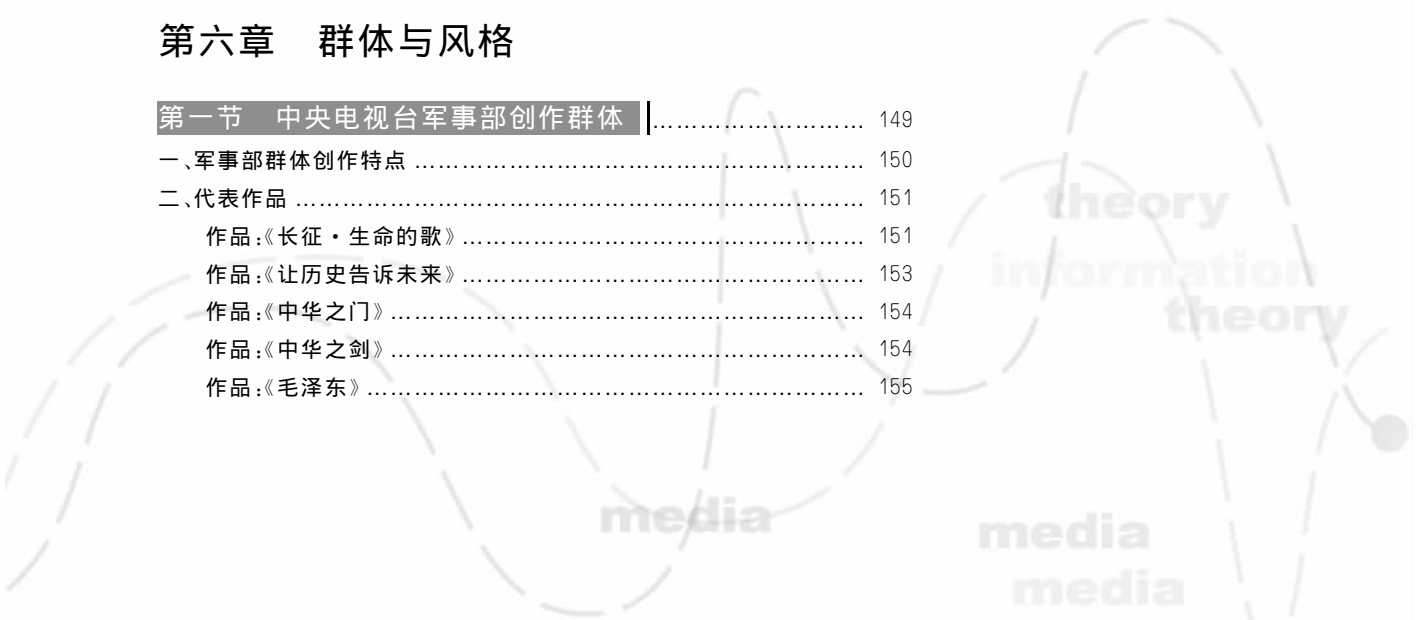 第六章 群体与风格
第一节 中央电视台军事部创作群体 ……………………… 149
一、军事部群体创作特点 ………………………………………………… 150
二、代表作品 ……………………………………………………………… 151
作品:《长征·生命的歌》…………………………………………… 151
作品:《让历史告诉未来》…………………………………………… 153
作品:《中华之门》…………………………………………………… 154
作品:《中华之剑》…………………………………………………… 154
作品:《毛泽东》……………………………………………………… 155
theory
information
theory
media
media
media